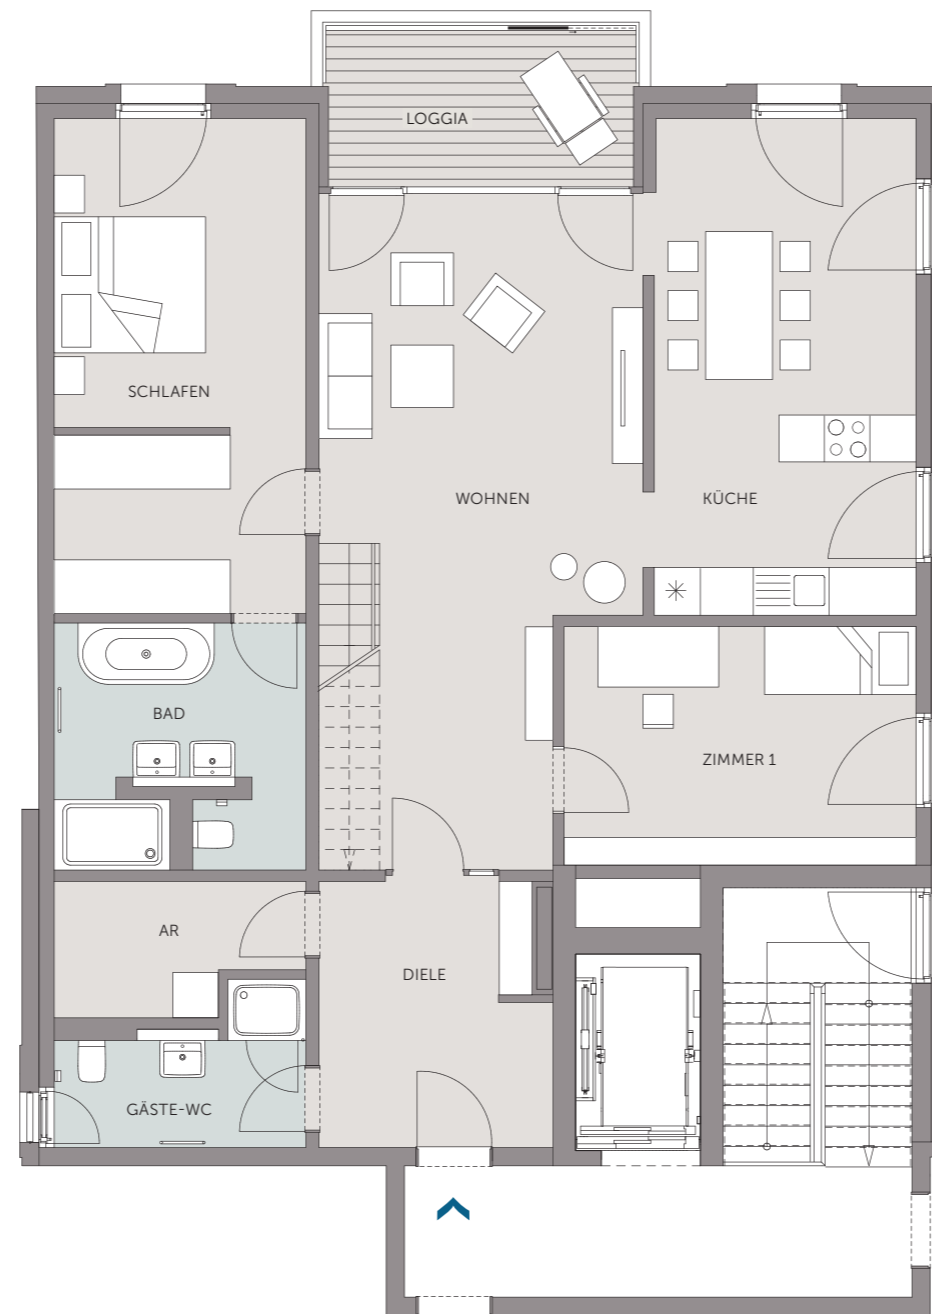 LOGGIA
SCHLAFEN
WOHNEN
KÜCHE
BAD
ZIMMER 1
AR
DIELE
GÄSTE-WC